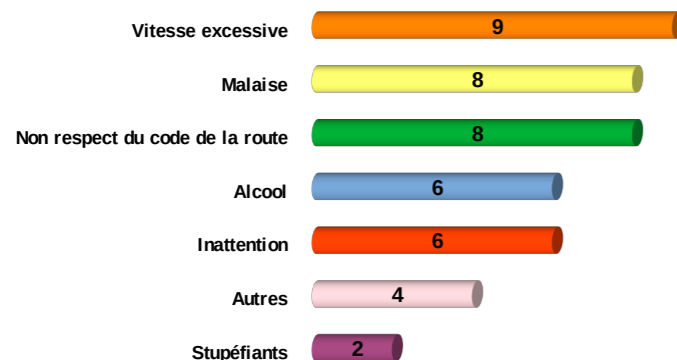 Vitesse excessive 9
Malaise 8
Non respect du code de la route 8
Alcool 6
Inattention 6
Autres 4
Stupéfiants 2